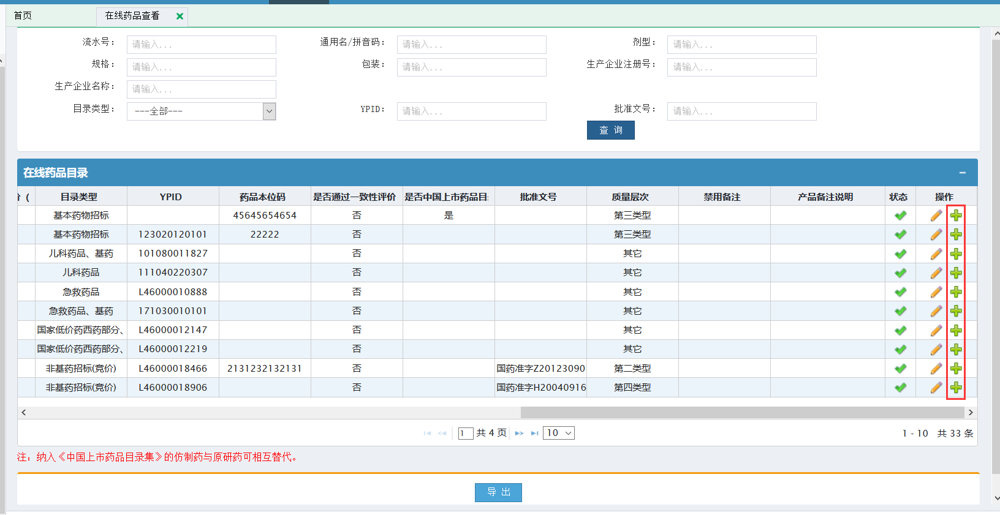 首页
在线药品查看
流水号：
请输入...
通用名/拼音码：
请输入...
剂型：
请输入...
规格：
请输入...
包装：
请输入...
生产企业注册号：
请输入...
生产企业名称：
请输入...
目录类型：
---全部---
YPID：
请输入...
批准文号：
请输入...
查 询
在线药品目录
目录类型 YPID 药品本位码 是否通过一致性评价 是否中国上市药品目 批准文号 质量层次 禁用备注 产品备注说明 状态 操作
基本药物招标 45645654654 否 是 第三类型
基本药物招标 123020120101 22222 否 第三类型
儿科药品、基药 101080011827 否 其它
儿科药品 111040220307 否 其它
急救药品 L46000010888 否 其它
急救药品、基药 171030010101 否 其它
国家低价药西药部分、 L46000012147 否 其它
国家低价药西药部分、 L46000012219 否 其它
非基药招标(竞价) L46000018466 2131232132131 否 国药准字Z20123090 第二类型
非基药招标(竞价) L46000018906 否 国药准字H20040916 第四类型
1 共 4 页 10 1 - 10 共 33 条
注：纳入《中国上市药品目录集》的仿制药与原研药可相互替代。
导 出